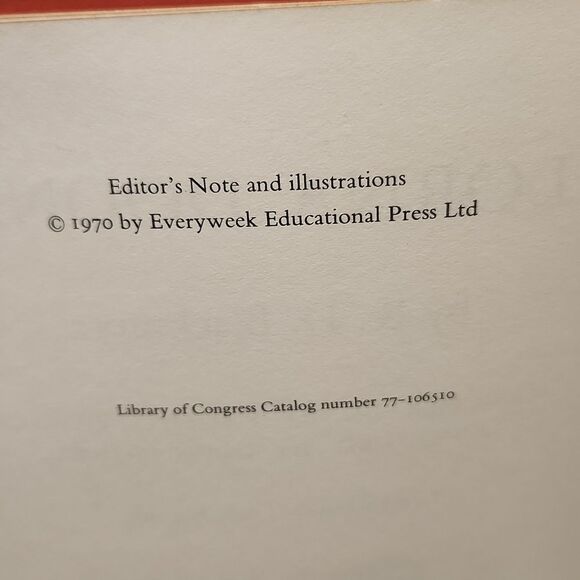 Editor's Note and illustrations
© 1970 by Everyweek Educational Press Ltd
Library of Congress Catalog number 77–106510